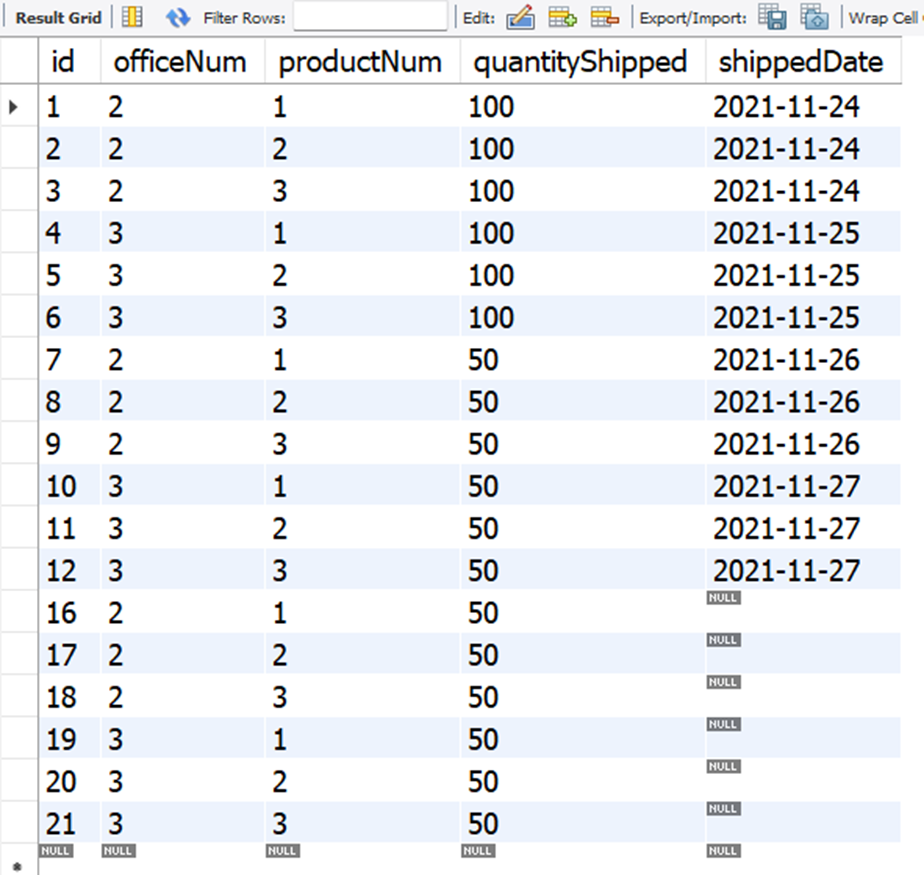 Result Grid Filter Rows: Edit: Export/Import: Wrap Cell
id officeNum productNum quantityShipped shippedDate
1 2 1 100 2021-11-24
2 2 2 100 2021-11-24
3 2 3 100 2021-11-24
4 3 1 100 2021-11-25
5 3 2 100 2021-11-25
6 3 3 100 2021-11-25
7 2 1 50 2021-11-26
8 2 2 50 2021-11-26
9 2 3 50 2021-11-26
10 3 1 50 2021-11-27
11 3 2 50 2021-11-27
12 3 3 50 2021-11-27
16 2 1 50 NULL
17 2 2 50 NULL
18 2 3 50 NULL
19 3 1 50 NULL
20 3 2 50 NULL
21 3 3 50 NULL
NULL NULL NULL NULL NULL